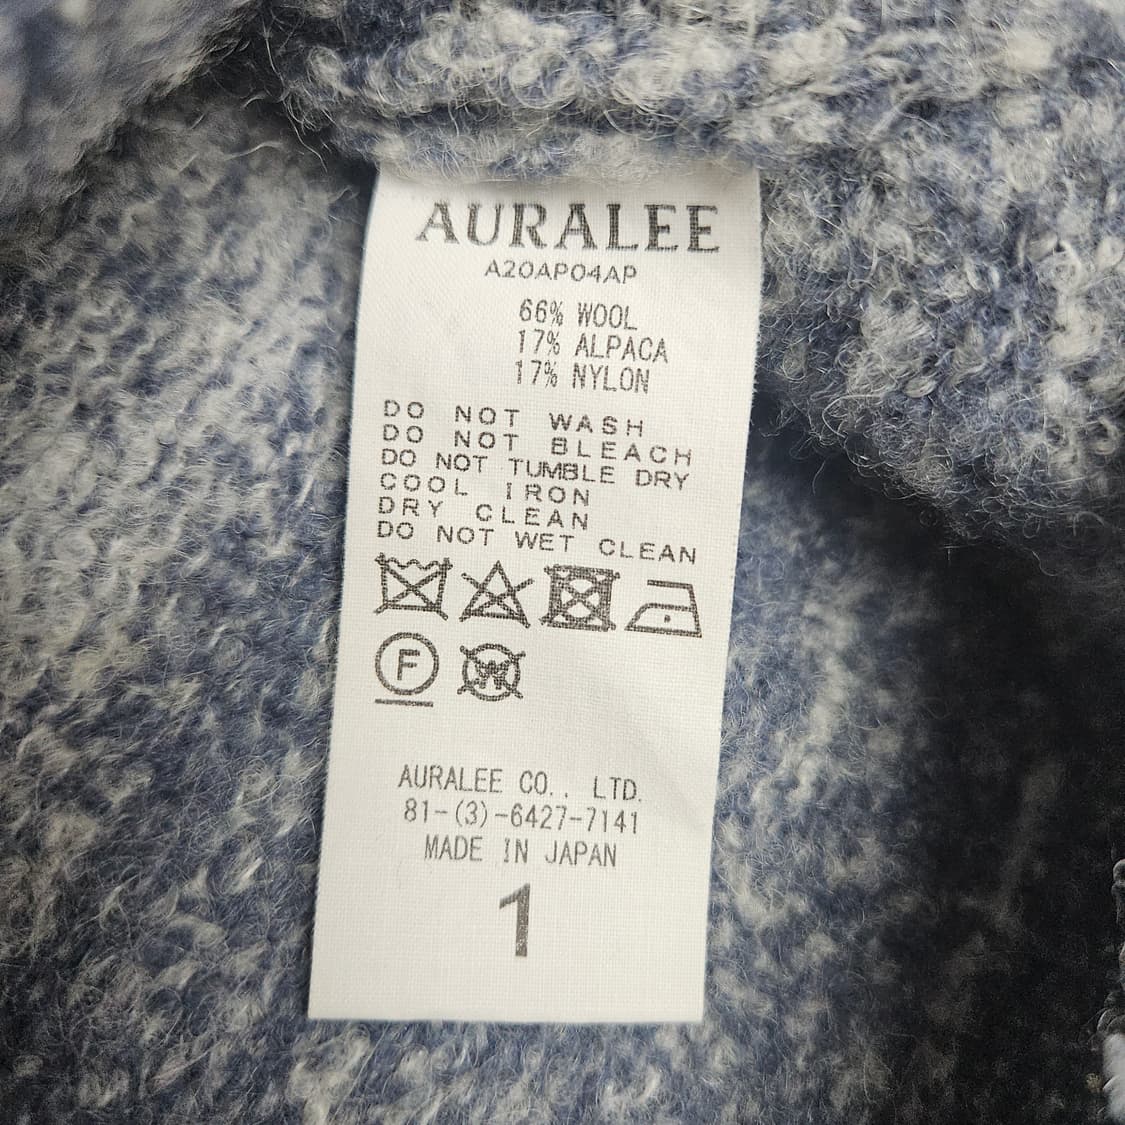 AURALEE
A20AP04AP
66% WOOL
17% ALPACA
17% NYLON
DO NOT WASH
DO NOT BLEACH
DO NOT TUMBLE DRY
COOL IRON
DRY CLEAN
DO NOT WET CLEAN
F W
AURALEE CO., LTD.
81-(3)-6427-7141
MADE IN JAPAN
1